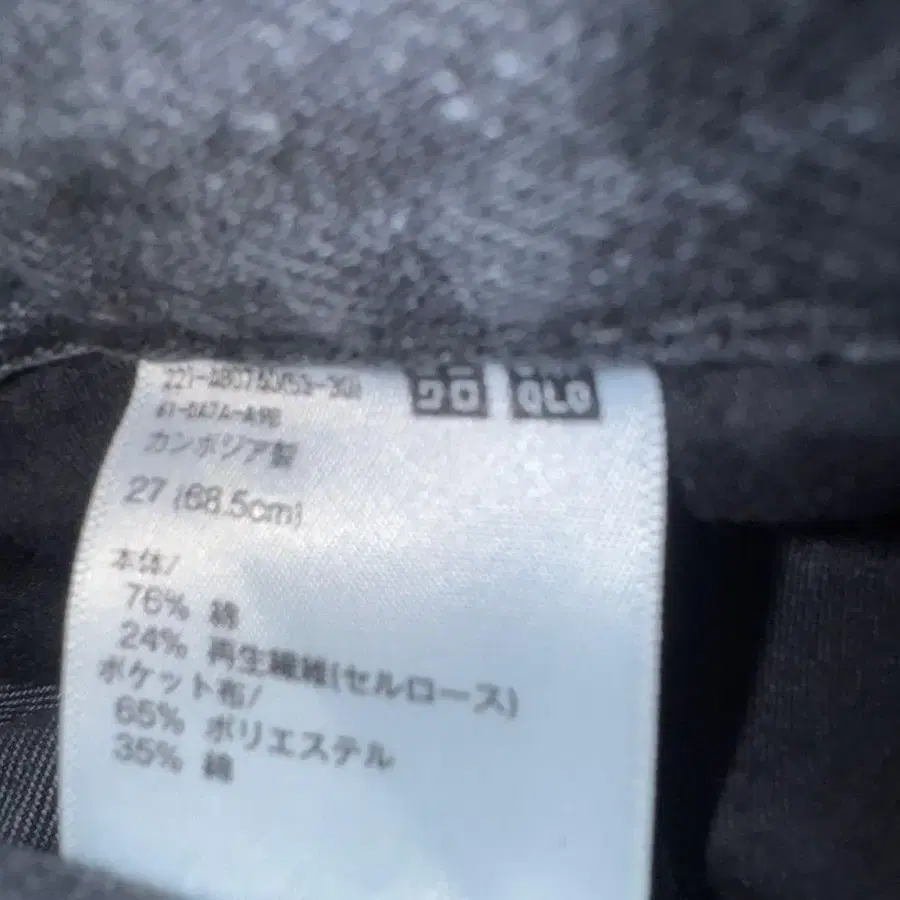 カンボジア製
27 (68.5cm)
本体/
76% 綿
24% 再生繊維(セルロース)
ポケット布/
65% ポリエステル
35% 綿
QLO